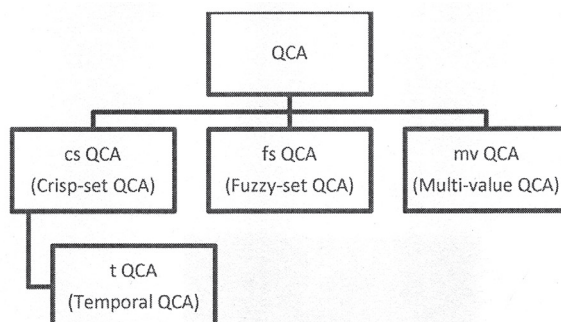 QCA
cs QCA
(Crisp-set QCA)
fs QCA
(Fuzzy-set QCA)
mv QCA
(Multi-value QCA)
t QCA
(Temporal QCA)